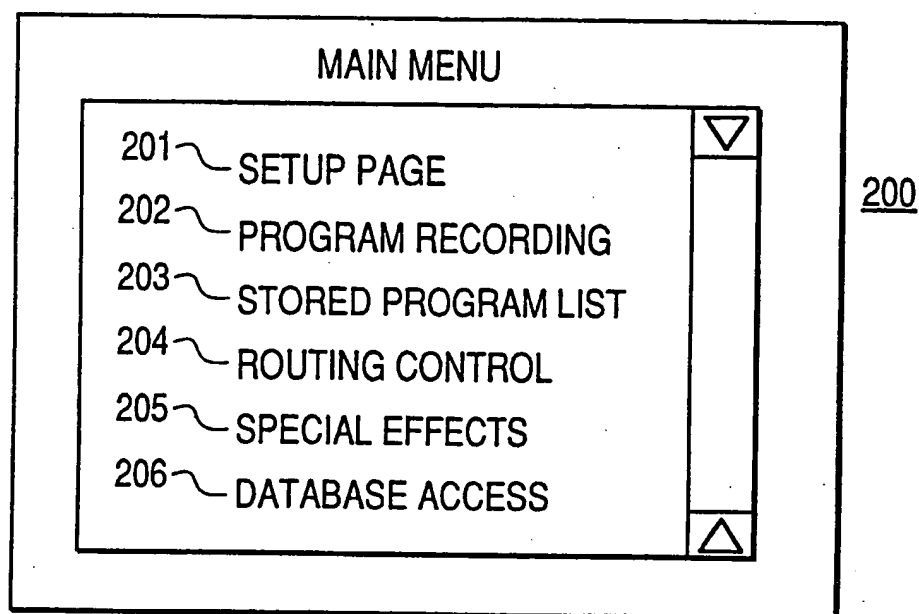 MAIN MENU
201 SETUP PAGE
200
202 PROGRAM RECORDING
203 STORED PROGRAM LIST
204 ROUTING CONTROL
205 SPECIAL EFFECTS
206 DATABASE ACCESS